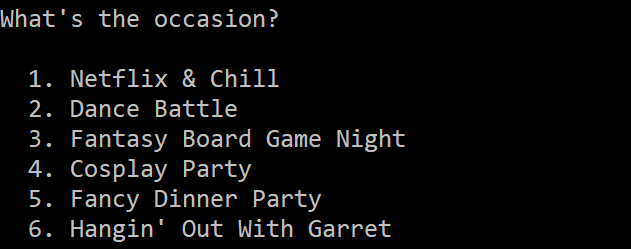 What's the occasion?
1. Netflix & Chill
2. Dance Battle
3. Fantasy Board Game Night
4. Cosplay Party
5. Fancy Dinner Party
6. Hangin' Out With Garret